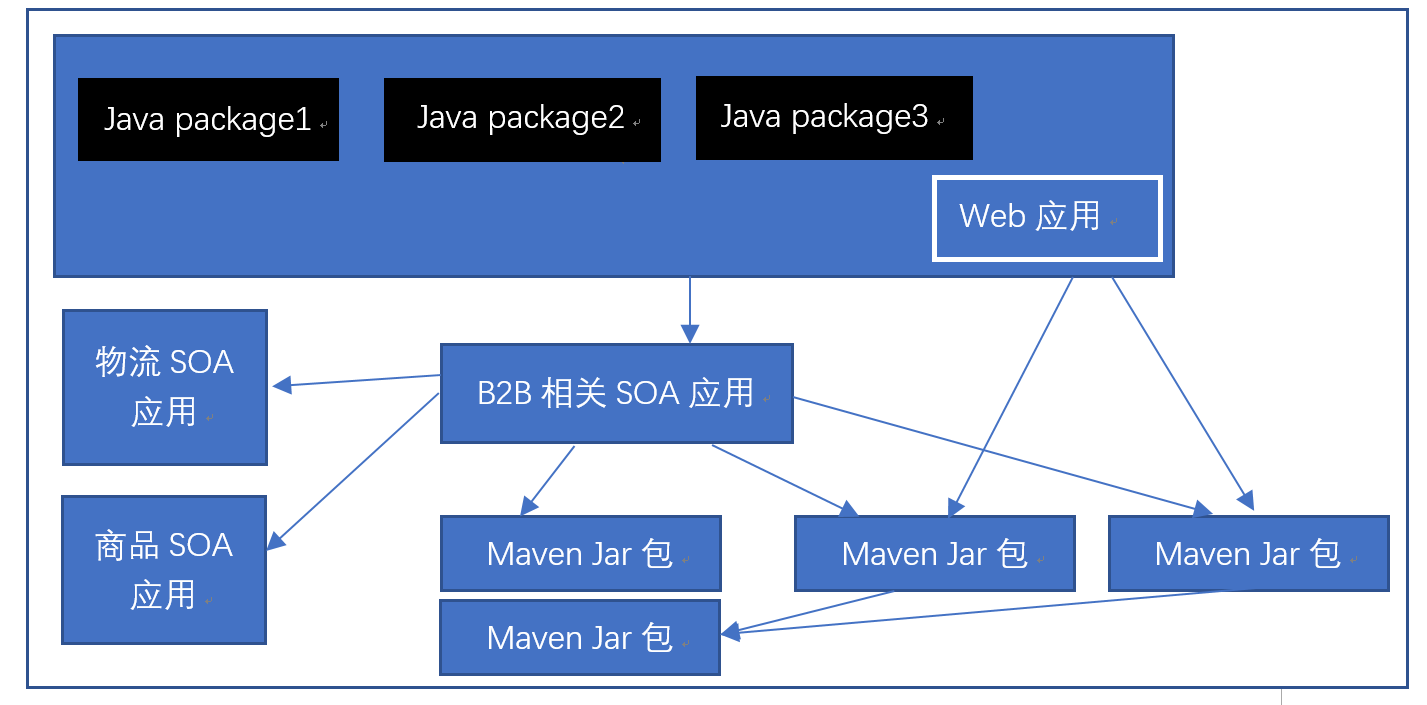 Java package1
Java package2
Java package3
Web 应用
物流 SOA
应用
B2B 相关 SOA 应用
商品 SOA
应用
Maven Jar 包
Maven Jar 包
Maven Jar 包
Maven Jar 包